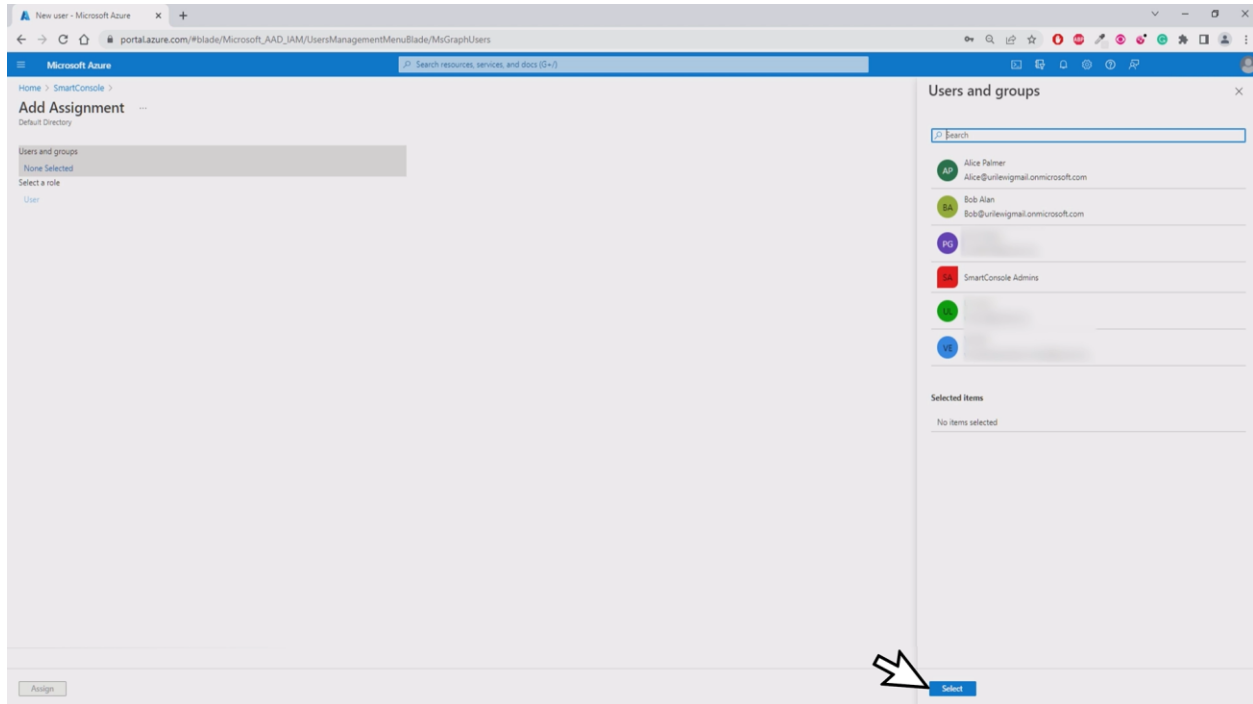 New user - Microsoft Azure
portal.azure.com/#blade/Microsoft_AAD_IAM/UsersManagementMenuBlade/MsGraphUsers
Microsoft Azure
Search resources, services, and docs (G+/)
Home > SmartConsole >
Add Assignment ...
Default Directory
Users and groups
None Selected
Select a role
User
Assign
Users and groups
Search
AP
Alice Palmer
Alice@urilewigmail.onmicrosoft.com
BA
Bob Alan
Bob@urilewigmail.onmicrosoft.com
PG
SA
SmartConsole Admins
UL
VE
Selected items
No items selected
Select